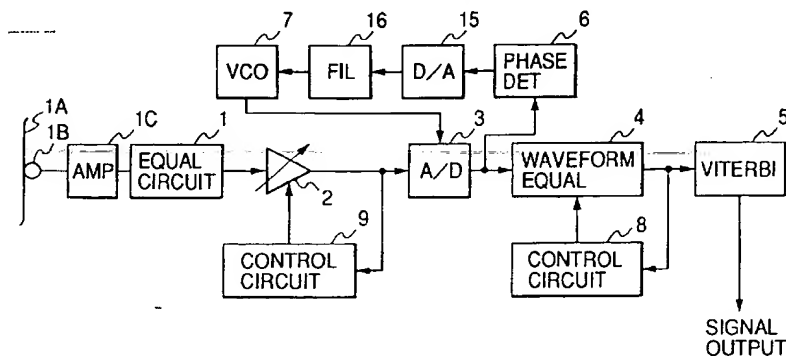 7
16
15
6
VCO
FIL
D/A
PHASE
DET
1A
1B
1C
1
3
4
5
AMP
EQUAL
CIRCUIT
2
A/D
WAVEFORM
EQUAL
VITERBI
9
8
CONTROL
CIRCUIT
CONTROL
CIRCUIT
SIGNAL
OUTPUT